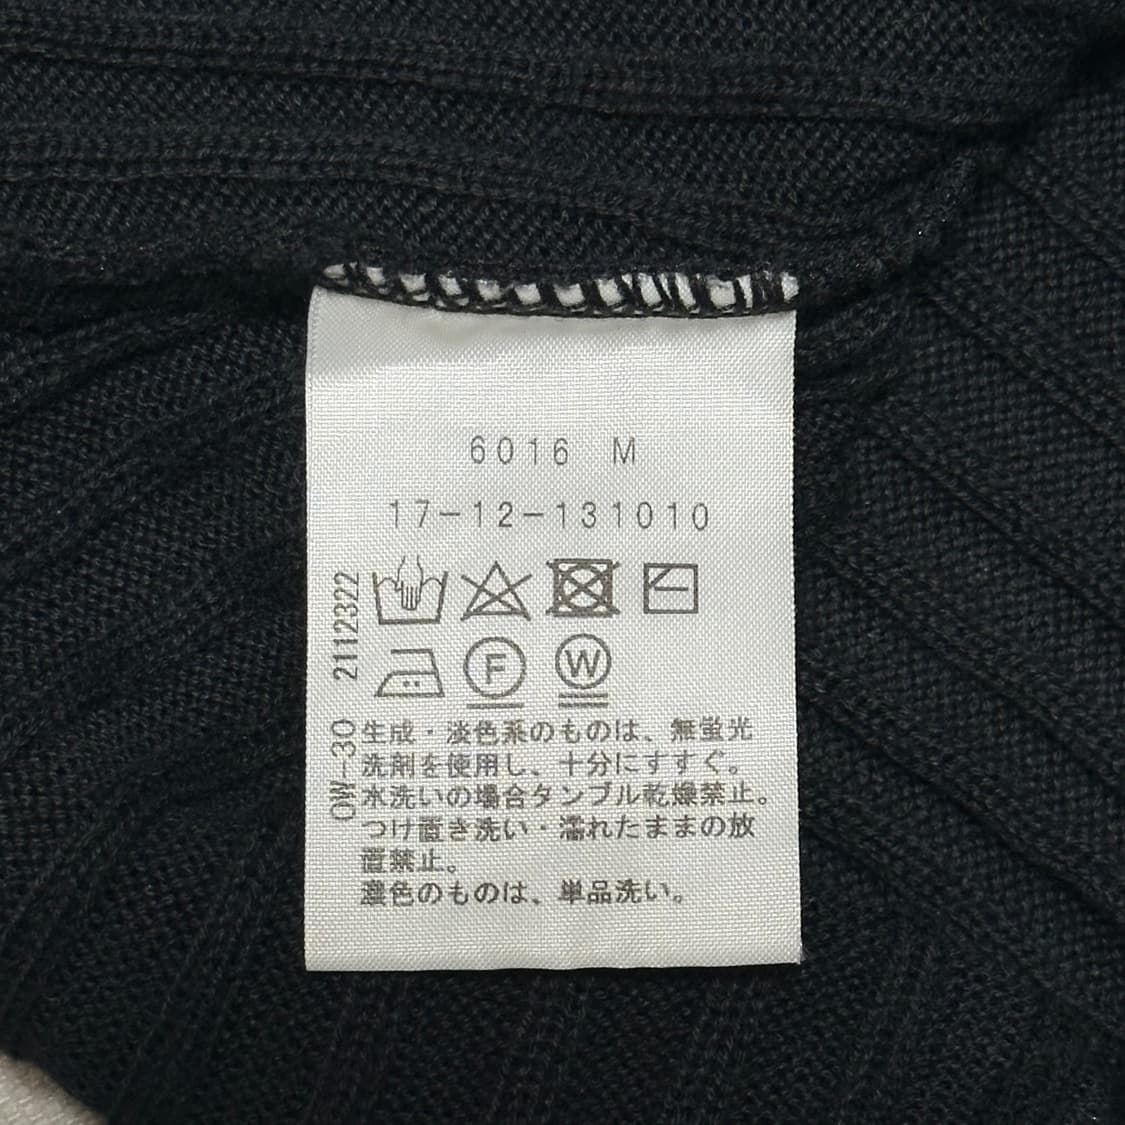 6016 M
17-12-131010
2112322
F W
OW-30
生成・淡色系のものは、無蛍光
洗剤を使用し、十分にすすぐ。
水洗いの場合タンブル乾燥禁止。
つけ置き洗い・濡れたままの放
置禁止。
濃色のものは、単品洗い。